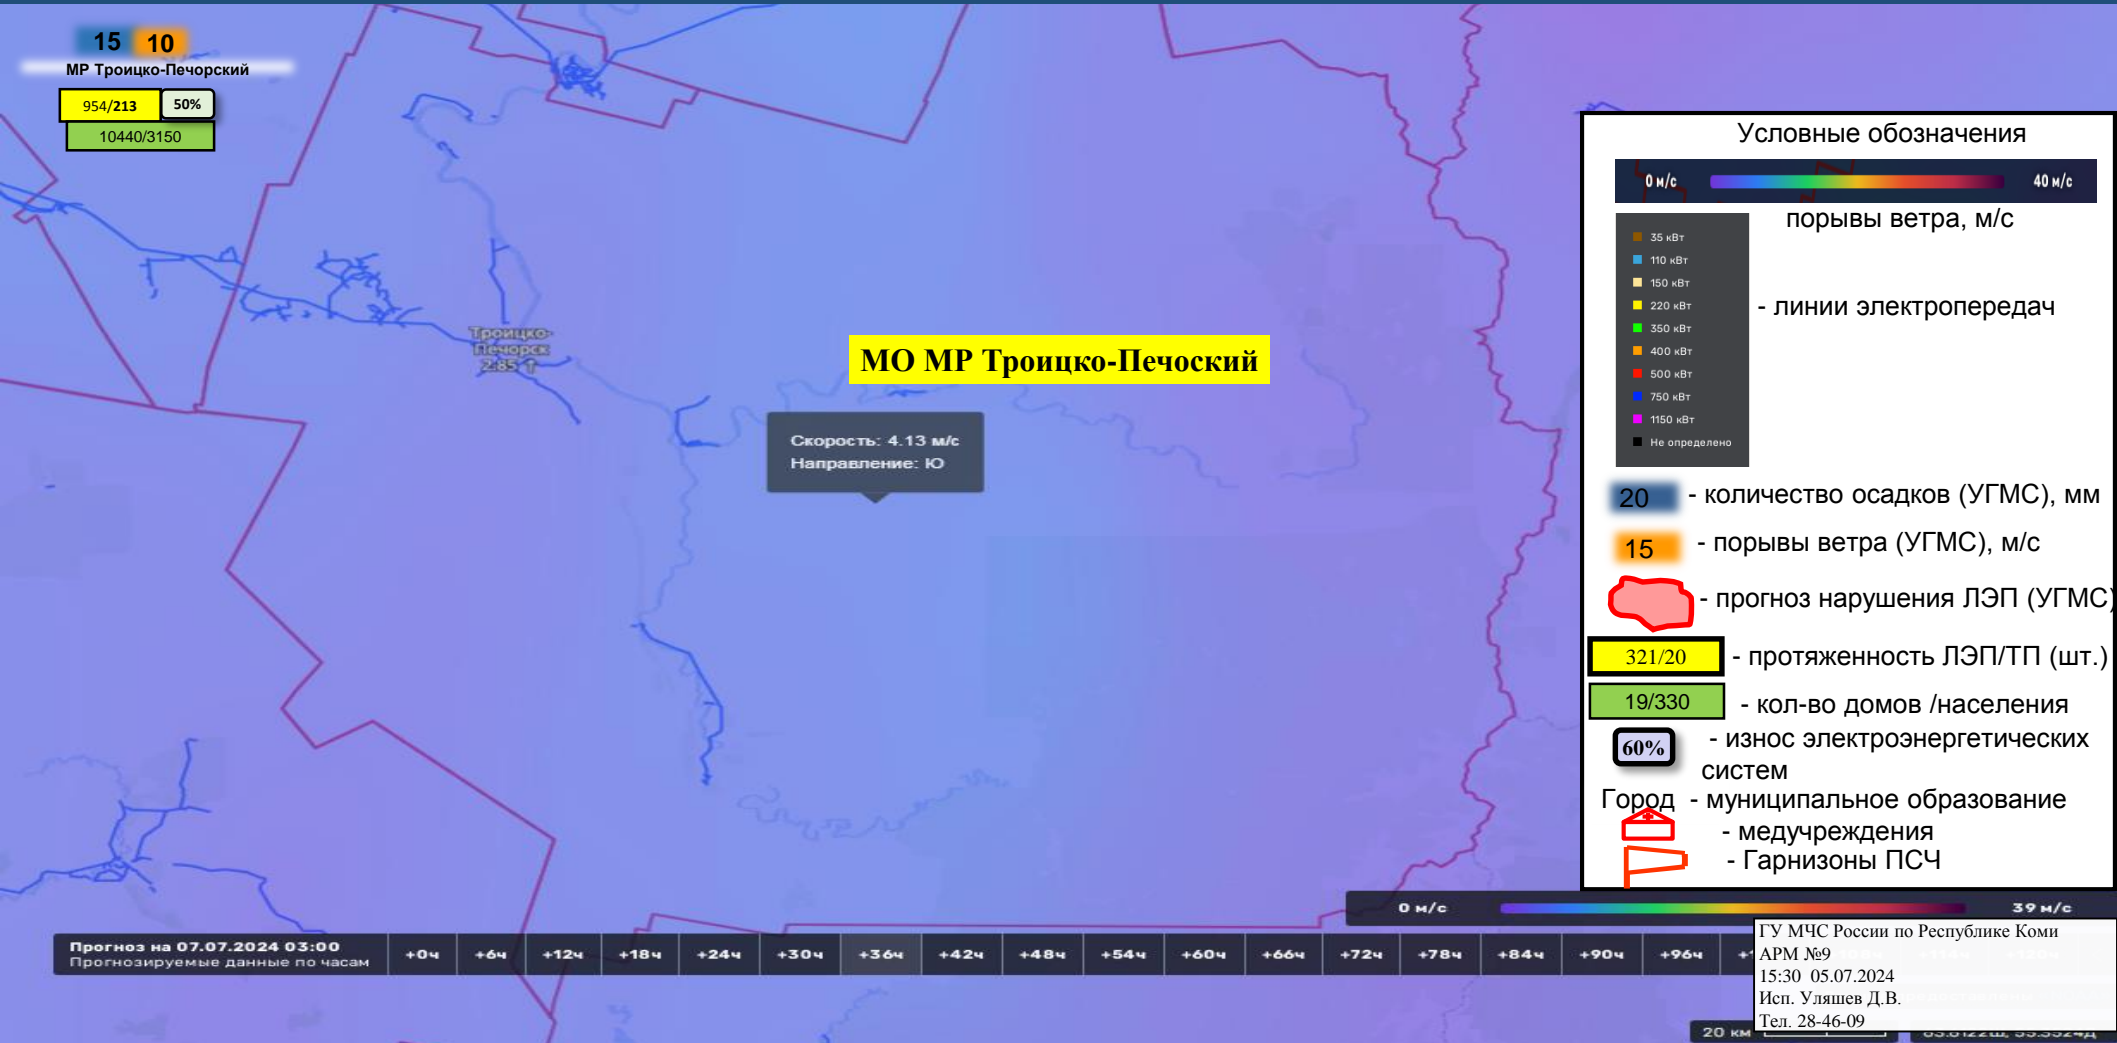 15 10
МР Троицко-Печорский
954/213 50%
10440/3150
Троицко-
Печорск
2.85
МО МР Троицко-Печоский
Скорость: 4.13 м/с
Направление: Ю
Условные обозначения
0 м/с 40 м/с
порывы ветра, м/с
35 кВт
110 кВт
150 кВт
220 кВт
350 кВт
400 кВт
500 кВт
750 кВт
1150 кВт
Не определено
- линии электропередач
20 - количество осадков (УГМС), мм
15 - порывы ветра (УГМС), м/с
- прогноз нарушения ЛЭП (УГМС)
321/20 - протяженность ЛЭП/ТП (шт.)
19/330 - кол-во домов /населения
60% - износ электроэнергетических
систем
Город - муниципальное образование
- медучреждения
- Гарнизоны ПСЧ
0 м/с 39 м/с
Прогноз на 07.07.2024 03:00
Прогнозируемые данные по часам
+0ч +6ч +12ч +18ч +24ч +30ч +36ч +42ч +48ч +54ч +60ч +66ч +72ч +78ч +84ч +90ч +96ч
ГУ МЧС России по Республике Коми
АРМ №9
15:30 05.07.2024
Исп. Уляшев Д.В.
Тел. 28-46-09
20 км